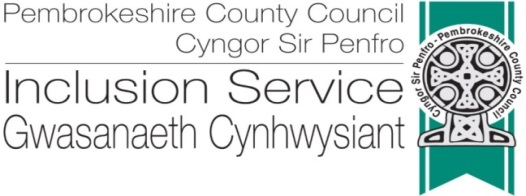 Pembrokeshire County Council
Cyngor Sir Penfro
Inclusion Service
Gwasanaeth Cynhwysiant
Cyngor Sir Penfro - Pembrokeshire County Council